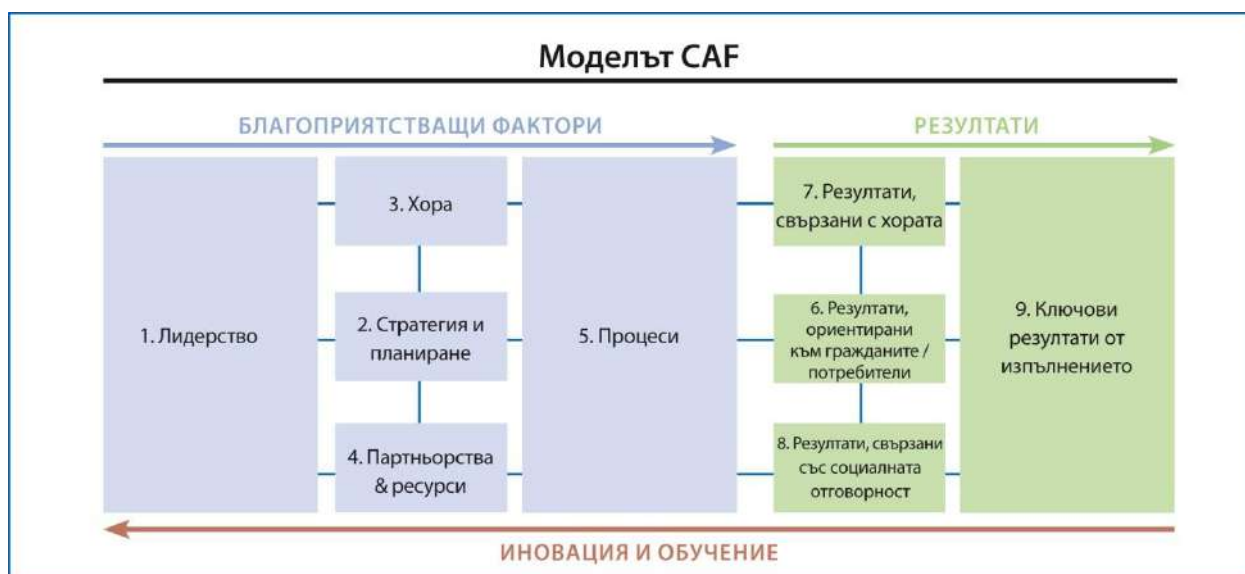 Моделът CAF
БЛАГОПРИЯТСТВАЩИ ФАКТОРИ
РЕЗУЛТАТИ
1. Лидерство
3. Хора
2. Стратегия и
планиране
4. Партньорства
& ресурси
5. Процеси
7. Резултати,
свързани с хората
6. Резултати,
ориентирани
към гражданите /
потребители
8. Резултати, свързани
със социалната
отговорност
9. Ключови
резултати от
изпълнението
ИНОВАЦИЯ И ОБУЧЕНИЕ